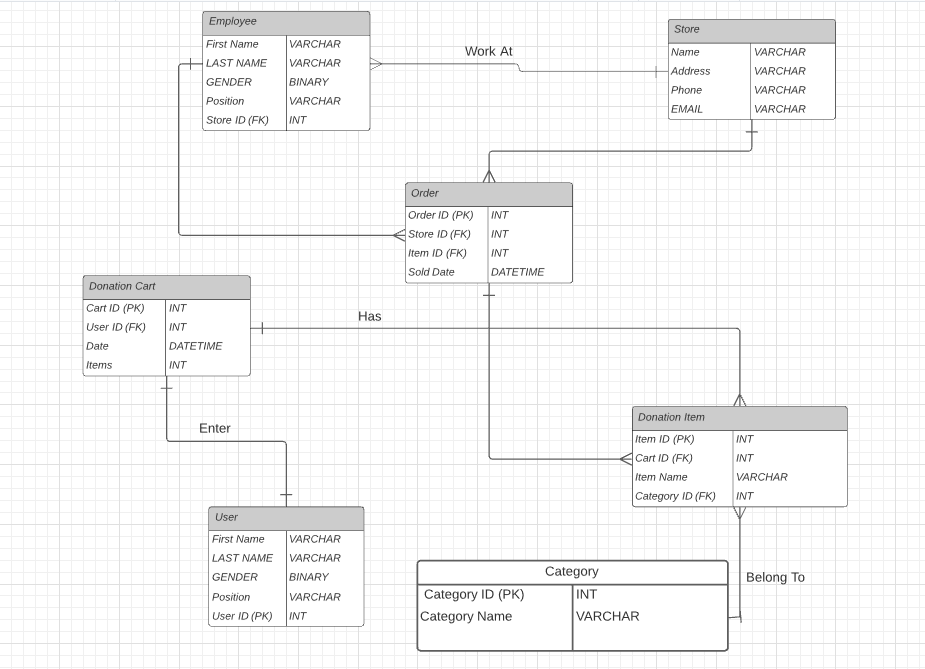 Employee
First Name VARCHAR
LAST NAME VARCHAR
GENDER BINARY
Position VARCHAR
Store ID (FK) INT
Work At
Store
Name VARCHAR
Address VARCHAR
Phone VARCHAR
EMAIL VARCHAR
Order
Order ID (PK) INT
Store ID (FK) INT
Item ID (FK) INT
Sold Date DATETIME
Donation Cart
Cart ID (PK) INT
User ID (FK) INT
Date DATETIME
Items INT
Has
Enter
Donation Item
Item ID (PK) INT
Cart ID (FK) INT
Item Name VARCHAR
Category ID (FK) INT
User
First Name VARCHAR
LAST NAME VARCHAR
GENDER BINARY
Position VARCHAR
User ID (PK) INT
Category
Category ID (PK) INT
Category Name VARCHAR
Belong To